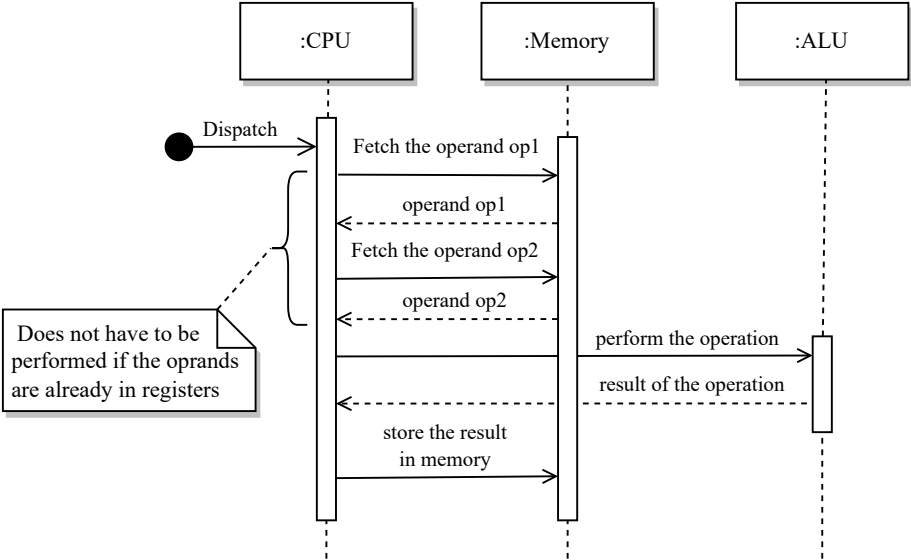 :CPU
:Memory
:ALU
Dispatch
Fetch the operand op1
operand op1
Fetch the operand op2
operand op2
Does not have to be
performed if the oprands
are already in registers
perform the operation
result of the operation
store the result
in memory